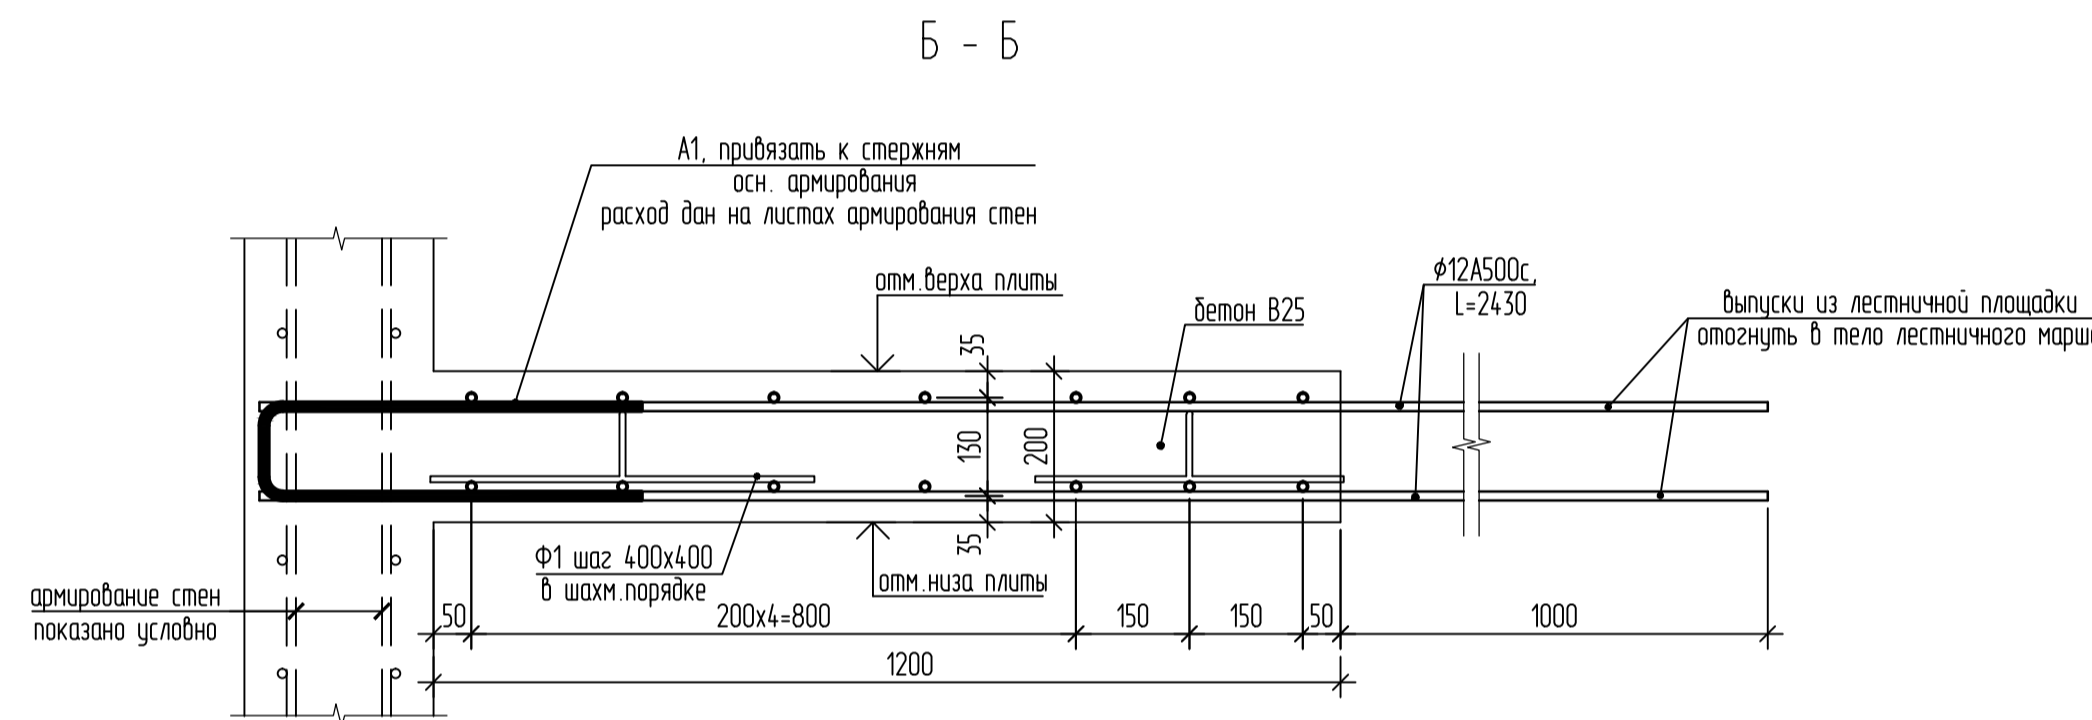 Б - Б
А1, привязать к стержням
осн. армирования
расход дан на листах армирования стен
отм.верха плиты
бетон В25
ϕ12А500с,
L=2430
выпуски из лестничной площадки
отогнуть в тело лестничного
35
130
200
35
Ф1 шаг 400х400
в шахм.порядке
отм.низа плиты
армирование стен
показано условно
50
200х4=800
150
150
50
1000
1200